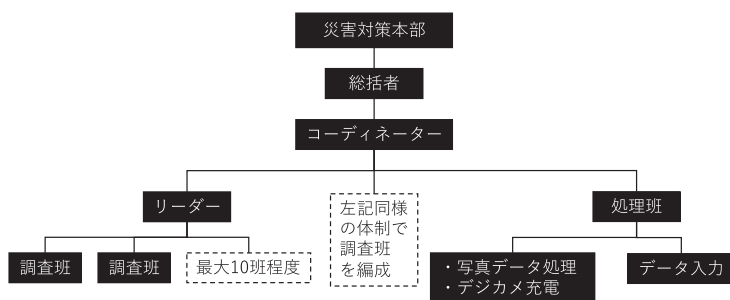 災害対策本部
総括者
コーディネーター
リーダー
左記同様
の体制で
調査班
を編成
処理班
調査班
調査班
最大10班程度
・写真データ処理
・デジカメ充電
データ入力